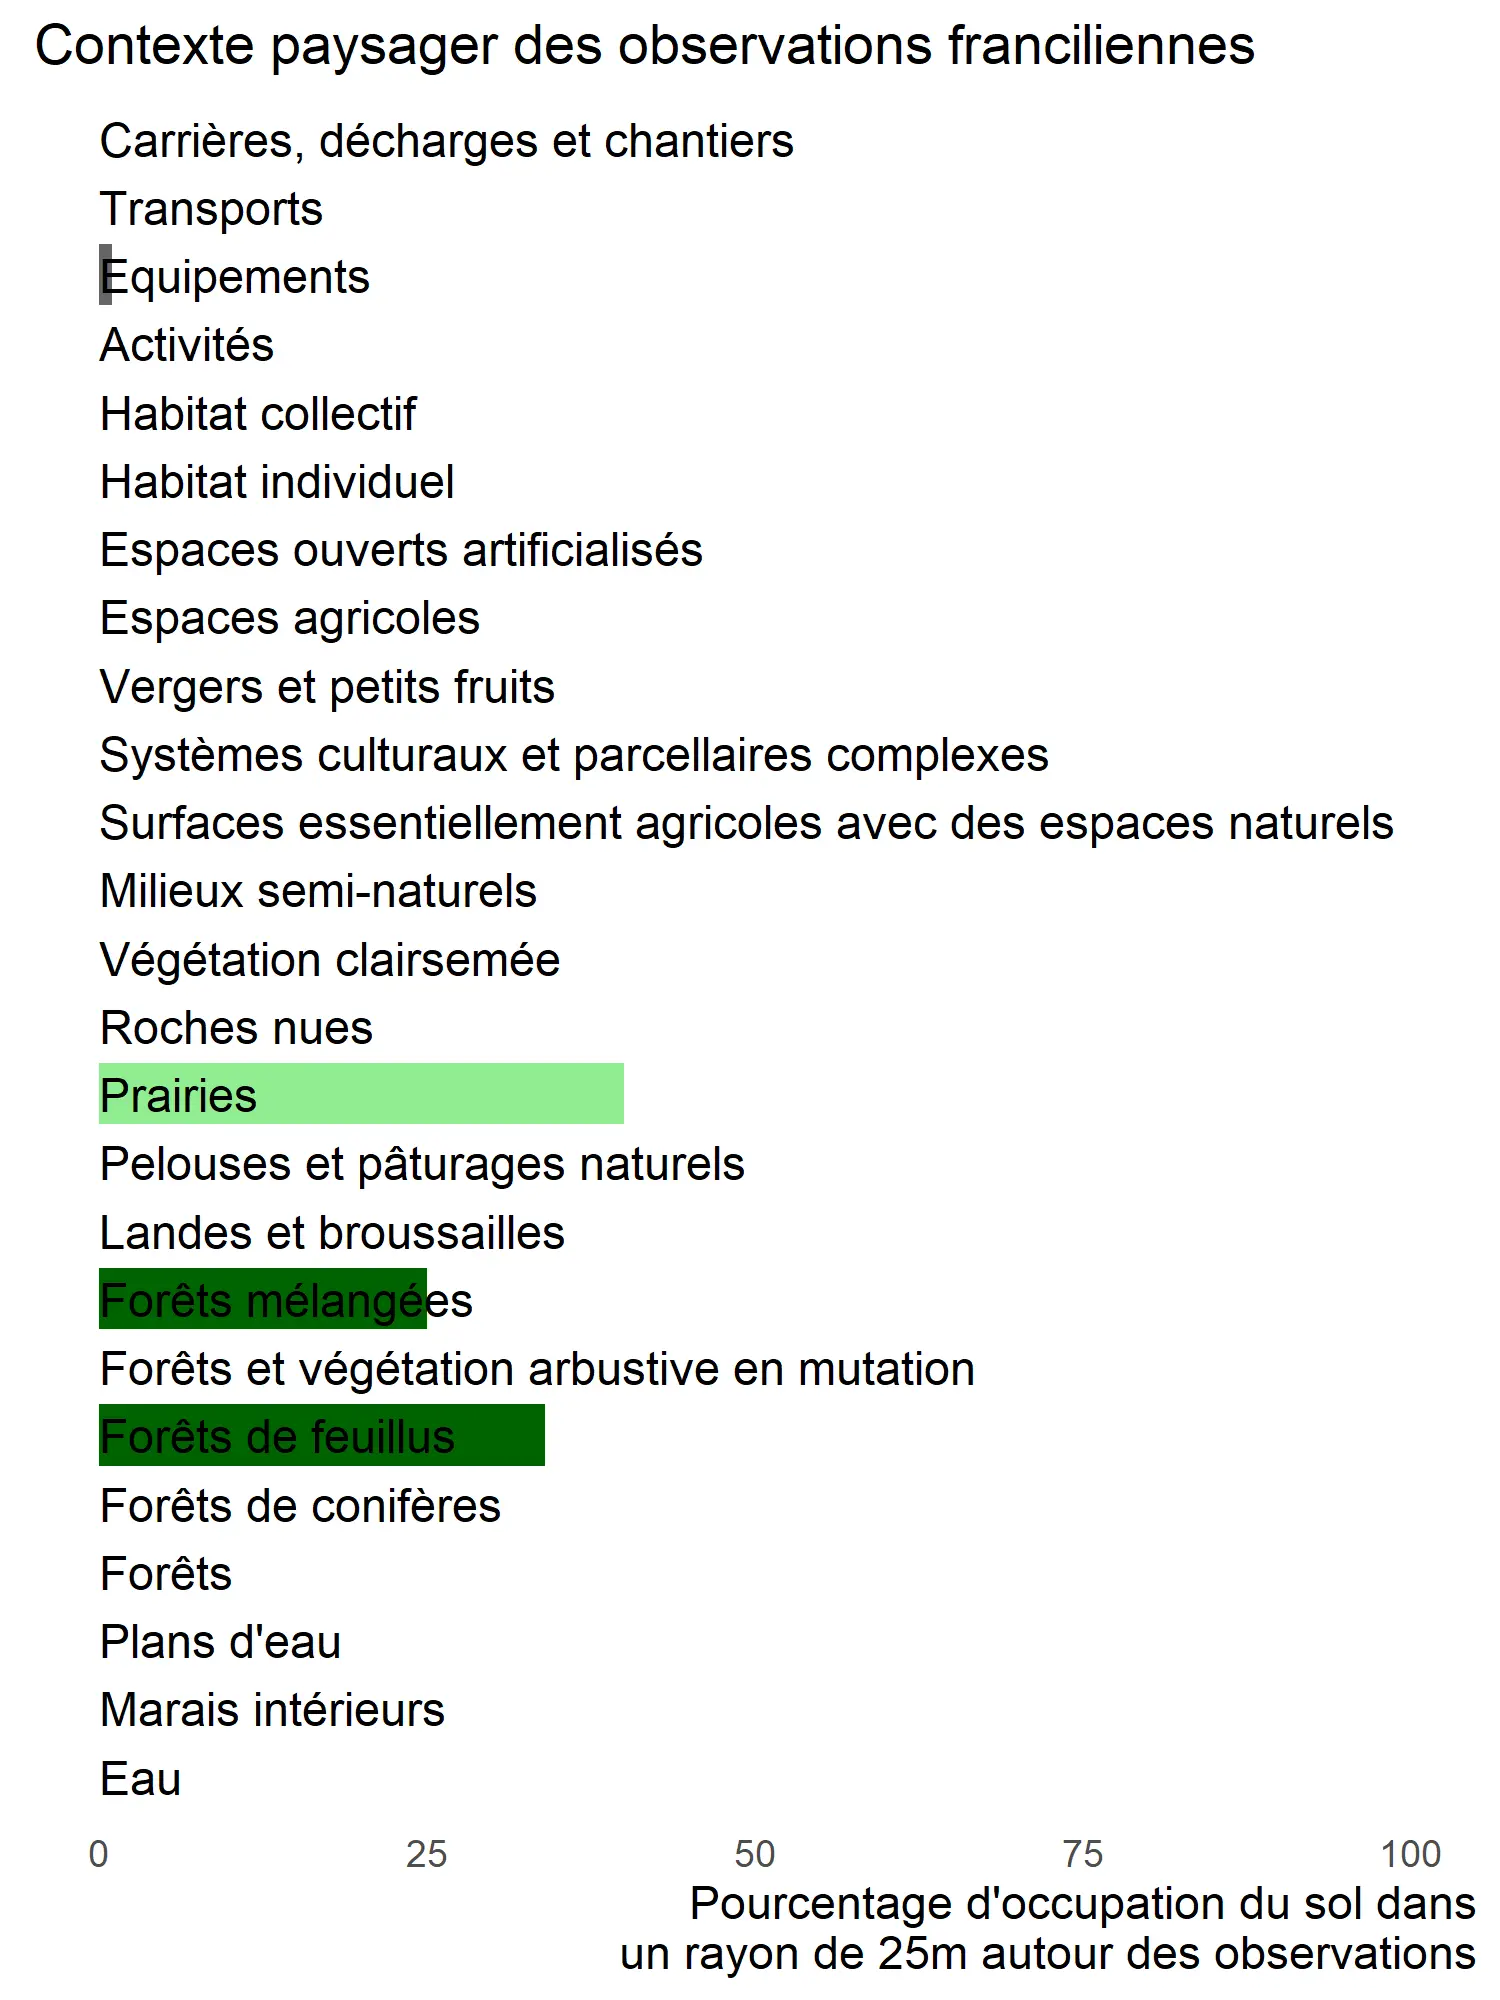 Contexte paysager des observations franciliennes
Carrières, décharges et chantiers
Transports
Equipements
Activités
Habitat collectif
Habitat individuel
Espaces ouverts artificialisés
Espaces agricoles
Vergers et petits fruits
Systèmes culturaux et parcellaires complexes
Surfaces essentiellement agricoles avec des espaces naturels
Milieux semi-naturels
Végétation clairsemée
Roches nues
Prairies
Pelouses et pâturages naturels
Landes et broussailles
Forêts mélangées
Forêts et végétation arbustive en mutation
Forêts de feuillus
Forêts de conifères
Forêts
Plans d'eau
Marais intérieurs
Eau
0 25 50 75 100
Pourcentage d'occupation du sol dans
un rayon de 25m autour des observations